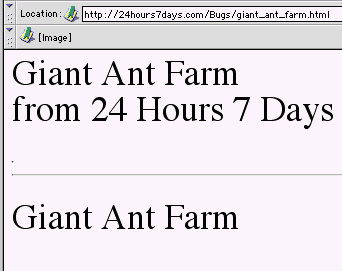 Location: http://24hours7days.com/Bugs/giant_ant_farm.html
[Image]
Giant Ant Farm
from 24 Hours 7 Days
Giant Ant Farm